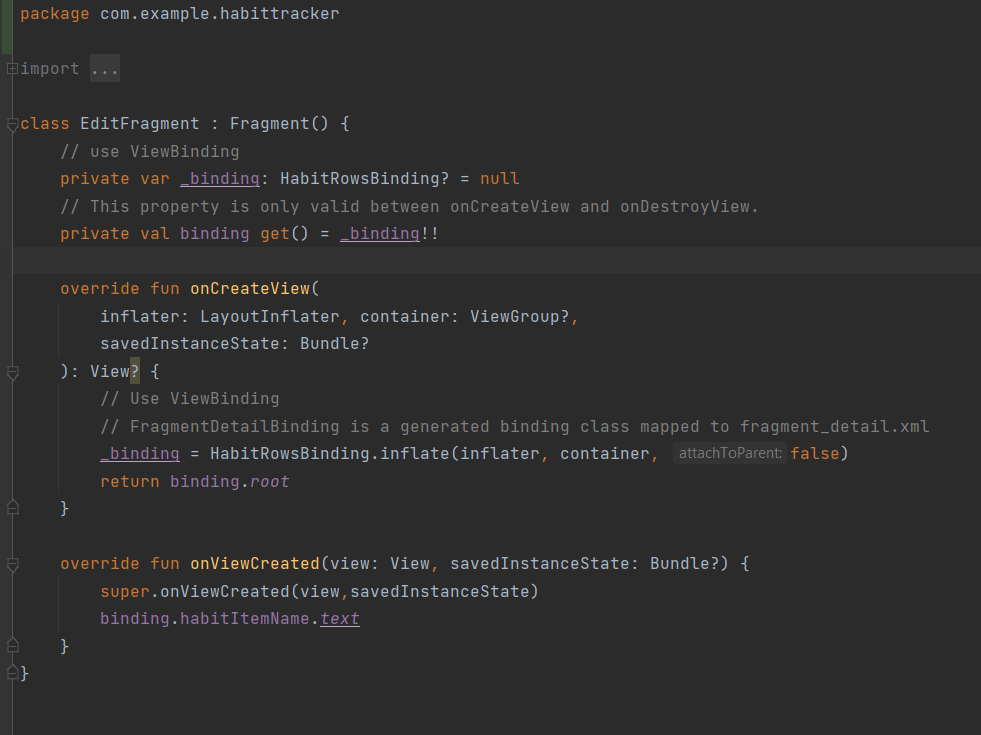 package com.example.habittracker
import ...
class EditFragment : Fragment() {
// use ViewBinding
private var _binding: HabitRowsBinding? = null
// This property is only valid between onCreateView and onDestroyView.
private val binding get() = _binding!!
override fun onCreateView(
inflater: LayoutInflater, container: ViewGroup?,
savedInstanceState: Bundle?
): View? {
// Use ViewBinding
// FragmentDetailBinding is a generated binding class mapped to fragment_detail.xml
_binding = HabitRowsBinding.inflate(inflater, container, attachToParent: false)
return binding.root
}
override fun onViewCreated(view: View, savedInstanceState: Bundle?) {
super.onViewCreated(view,savedInstanceState)
binding.habitItemName.text
}
}